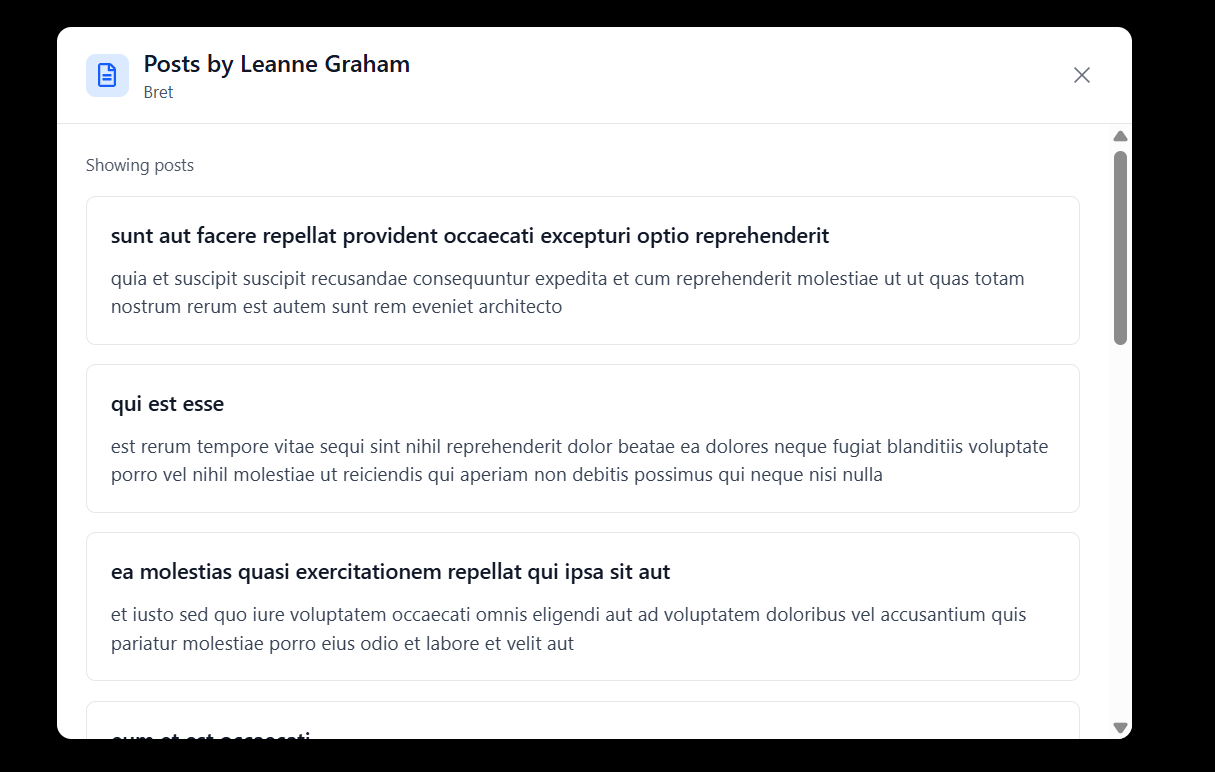 Posts by Leanne Graham
Bret
Showing posts
sunt aut facere repellat provident occaecati excepturi optio reprehenderit
quia et suscipit suscipit recusandae consequuntur expedita et cum reprehenderit molestiae ut ut quas totam
nostrum rerum est autem sunt rem eveniet architecto
qui est esse
est rerum tempore vitae sequi sint nihil reprehenderit dolor beatae ea dolores neque fugiat blanditiis voluptate
porro vel nihil molestiae ut reiciendis qui aperiam non debitis possimus qui neque nisi nulla
ea molestias quasi exercitationem repellat qui ipsa sit aut
et iusto sed quo iure voluptatem occaecati omnis eligendi aut ad voluptatem doloribus vel accusantium quis
pariatur molestiae porro eius odio et labore et velit aut
eum et est occaecati